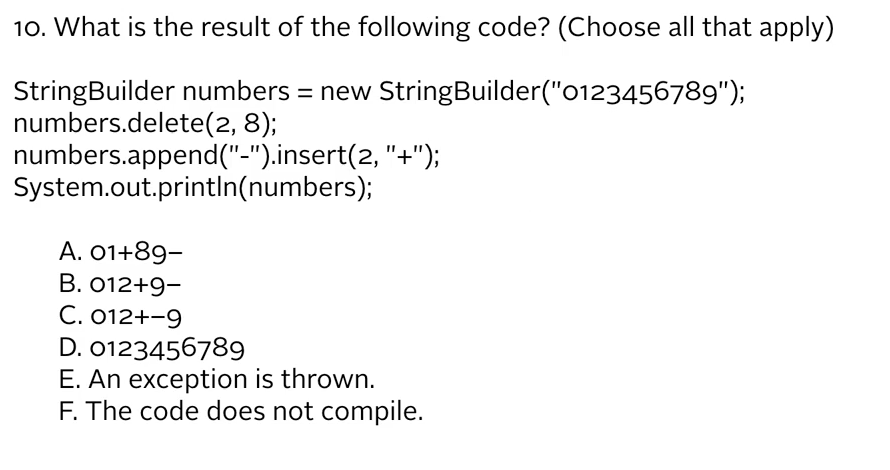 10. What is the result of the following code? (Choose all that apply)
StringBuilder numbers = new StringBuilder("0123456789");
numbers.delete(2, 8);
numbers.append("-").insert(2, "+");
System.out.println(numbers);
A. 01+89–
B. 012+9–
C. 012+–9
D. 0123456789
E. An exception is thrown.
F. The code does not compile.